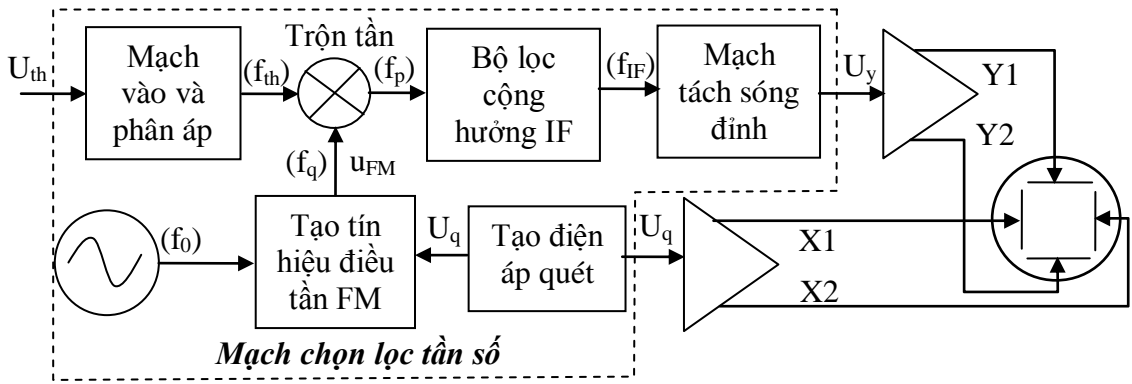 Trộn tần
U_th
Mạch
vào và
phân áp
(f_th)
(f_p)
Bộ lọc
cộng
hưởng IF
(f_IF)
Mạch
tách sóng
đỉnh
U_y
Y1
Y2
(f_q)
u_FM
(f_0)
Tạo tín
hiệu điều
tần FM
U_q
Tạo điện
áp quét
U_q
X1
X2
Mạch chọn lọc tần số